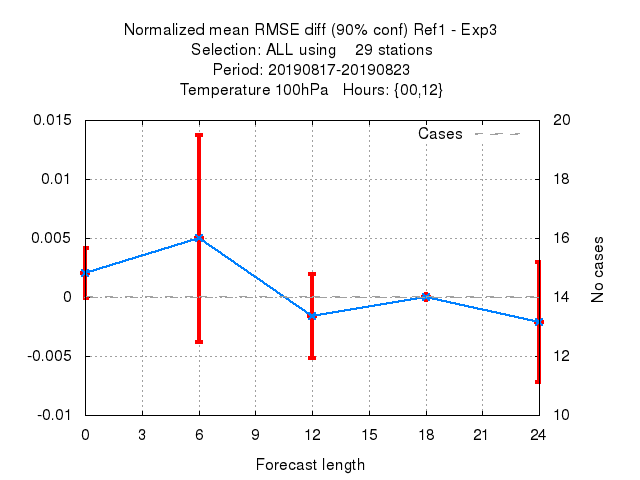 Normalized mean RMSE diff (90% conf) Ref1 - Exp3
Selection: ALL using    29 stations
Period: 20190817-20190823
Temperature 100hPa   Hours: {00,12}
0.015
0.01
0.005
0
-0.005
-0.01
Cases
20
18
16
14
12
10
No cases
0 3 6 9 12 15 18 21 24
Forecast length